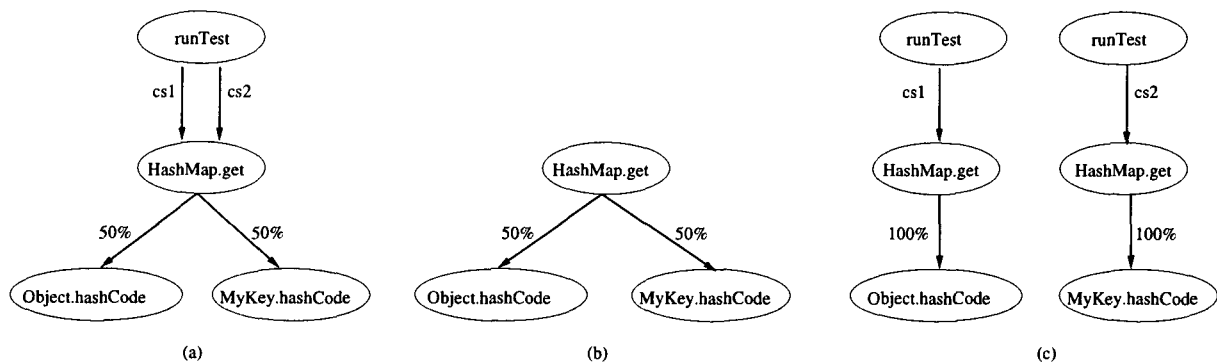 runTest
cs1 cs2
HashMap.get
50% 50%
Object.hashCode MyKey.hashCode
(a)
HashMap.get
50% 50%
Object.hashCode MyKey.hashCode
(b)
runTest runTest
cs1 cs2
HashMap.get HashMap.get
100% 100%
Object.hashCode MyKey.hashCode
(c)